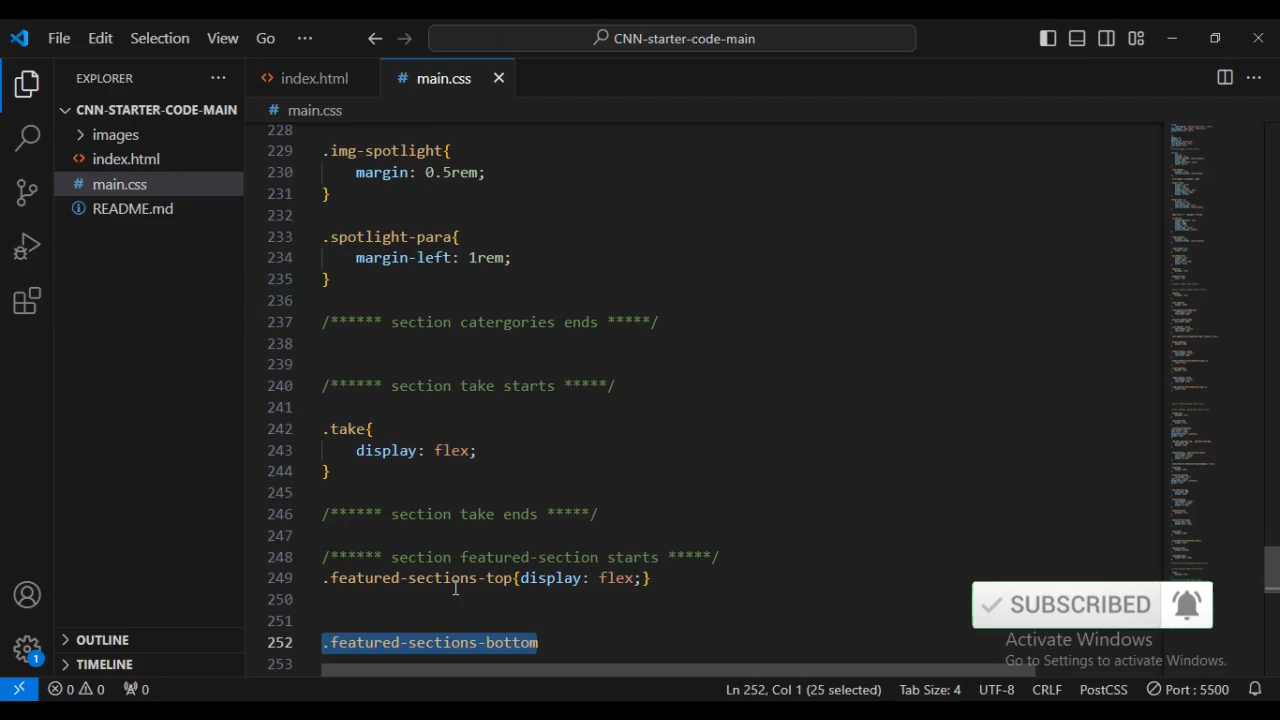 File Edit Selection View Go ··· CNN-starter-code-main
EXPLORER ···
index.html main.css
CNN-STARTER-CODE-MAIN
images
index.html
main.css
README.md
# main.css
228
229 .img-spotlight{
230 margin: 0.5rem;
231 }
232
233 .spotlight-para{
234 margin-left: 1rem;
235 }
236
237 /****** section catergories ends *****/
238
239
240 /****** section take starts *****/
241
242 .take{
243 display: flex;
244 }
245
246 /****** section take ends *****/
247
248 /****** section featured-section starts *****/
249 .featured-sections-top{display: flex;}
250
251
252 .featured-sections-bottom
253
SUBSCRIBED
Activate Windows
Go to Settings to activate Windows.
OUTLINE
TIMELINE
1
0 0 0 Ln 252, Col 1 (25 selected) Tab Size: 4 UTF-8 CRLF PostCSS Port : 5500